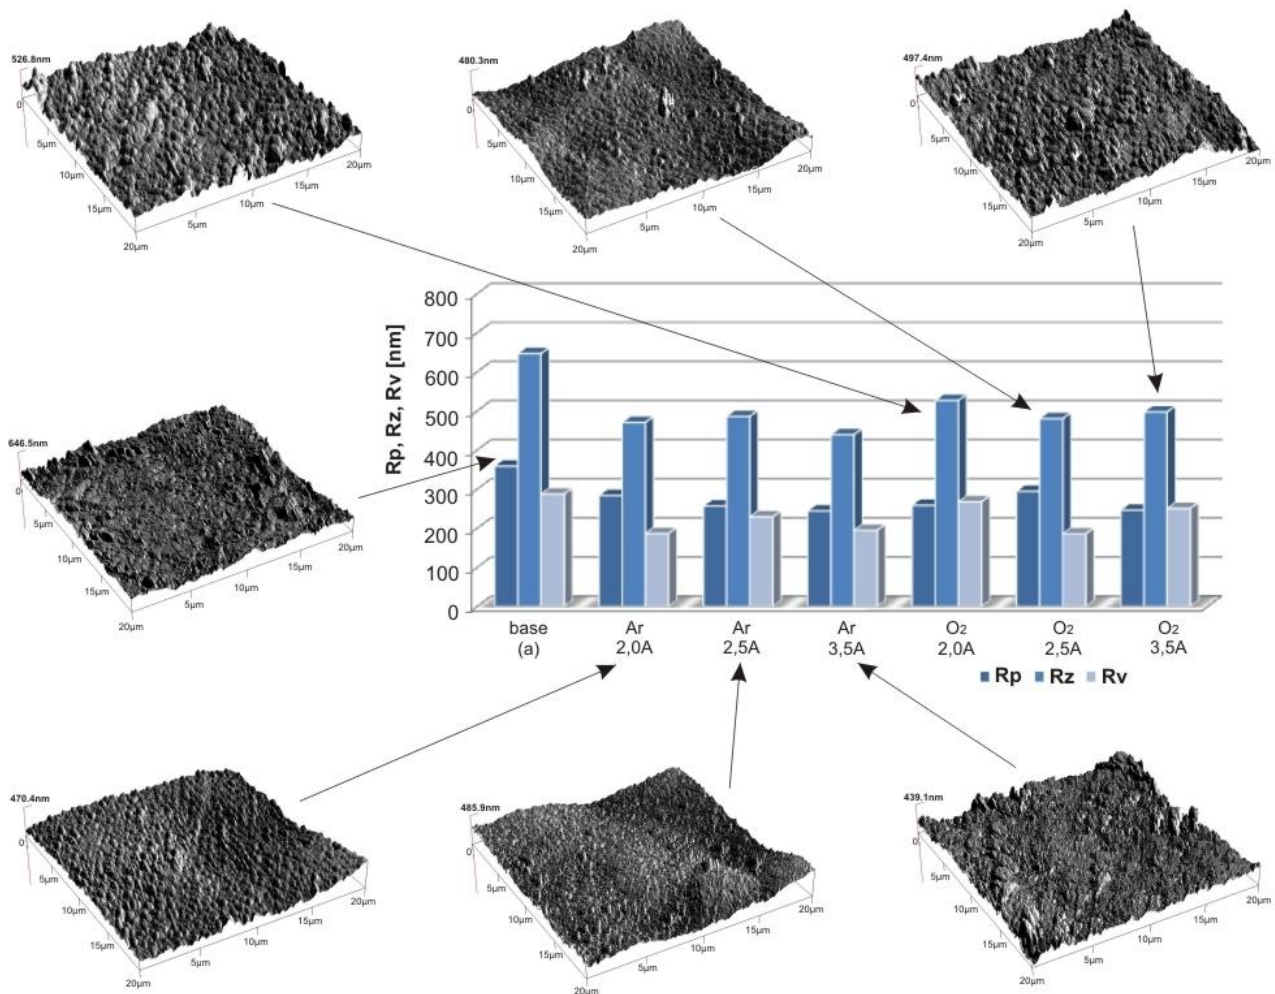 526.8nm
0
5µm
10µm
15µm
20µm
5µm
10µm
15µm
20µm
480.3nm
0
5µm
10µm
15µm
20µm
5µm
10µm
15µm
20µm
497.4nm
0
5µm
10µm
15µm
20µm
5µm
10µm
15µm
20µm
646.5nm
0
5µm
10µm
15µm
20µm
5µm
10µm
15µm
20µm
Rp, Rz, Rv [nm]
800
700
600
500
400
300
200
100
0
base
(a)
Ar
2,0A
Ar
2,5A
Ar
3,5A
O2
2,0A
O2
2,5A
O2
3,5A
Rp Rz Rv
470.4nm
0
5µm
10µm
15µm
20µm
5µm
10µm
15µm
20µm
485.9nm
0
5µm
10µm
15µm
20µm
5µm
10µm
15µm
20µm
439.1nm
0
5µm
10µm
15µm
20µm
5µm
10µm
15µm
20µm